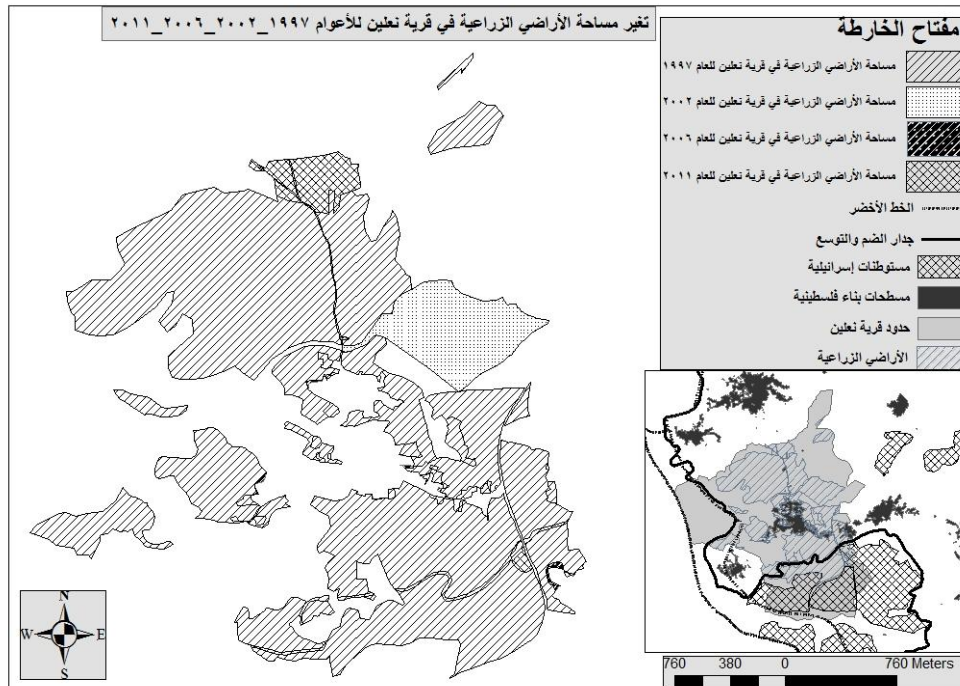 تغير مساحة الأراضي الزراعية في قرية نعلين للأعوام ١٩٩٧_٢٠٠٢_٢٠٠٦_٢٠١١
مفتاح الخارطة
مساحة الأراضي الزراعية في قرية نعلين للعام ١٩٩٧
مساحة الأراضي الزراعية في قرية نعلين للعام ٢٠٠٢
مساحة الأراضي الزراعية في قرية نعلين للعام ٢٠٠٦
مساحة الأراضي الزراعية في قرية نعلين للعام ٢٠١١
الخط الأخضر
جدار الضم والتوسع
مستوطنات إسرائيلية
مسطحات بناء فلسطينية
حدود قرية نعلين
الأراضي الزراعية
N
W E
S
760 380 0 760 Meters